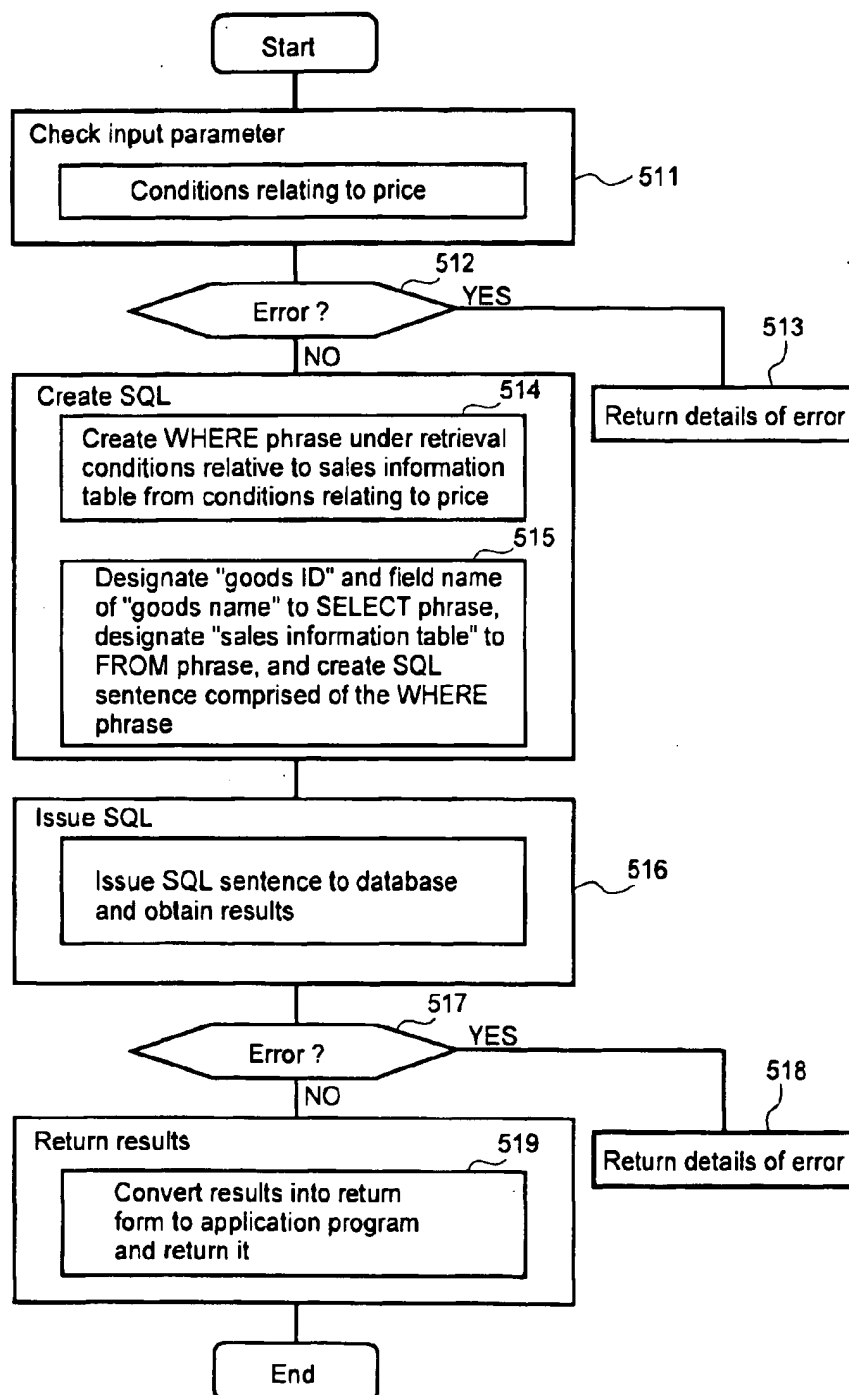 Start
Check input parameter
Conditions relating to price
511
512
Error ?
YES
NO
513
Return details of error
Create SQL
514
Create WHERE phrase under retrieval
conditions relative to sales information
table from conditions relating to price
515
Designate "goods ID" and field name
of "goods name" to SELECT phrase,
designate "sales information table" to
FROM phrase, and create SQL
sentence comprised of the WHERE
phrase
Issue SQL
Issue SQL sentence to database
and obtain results
516
517
Error ?
YES
NO
518
Return details of error
Return results
519
Convert results into return
form to application program
and return it
End